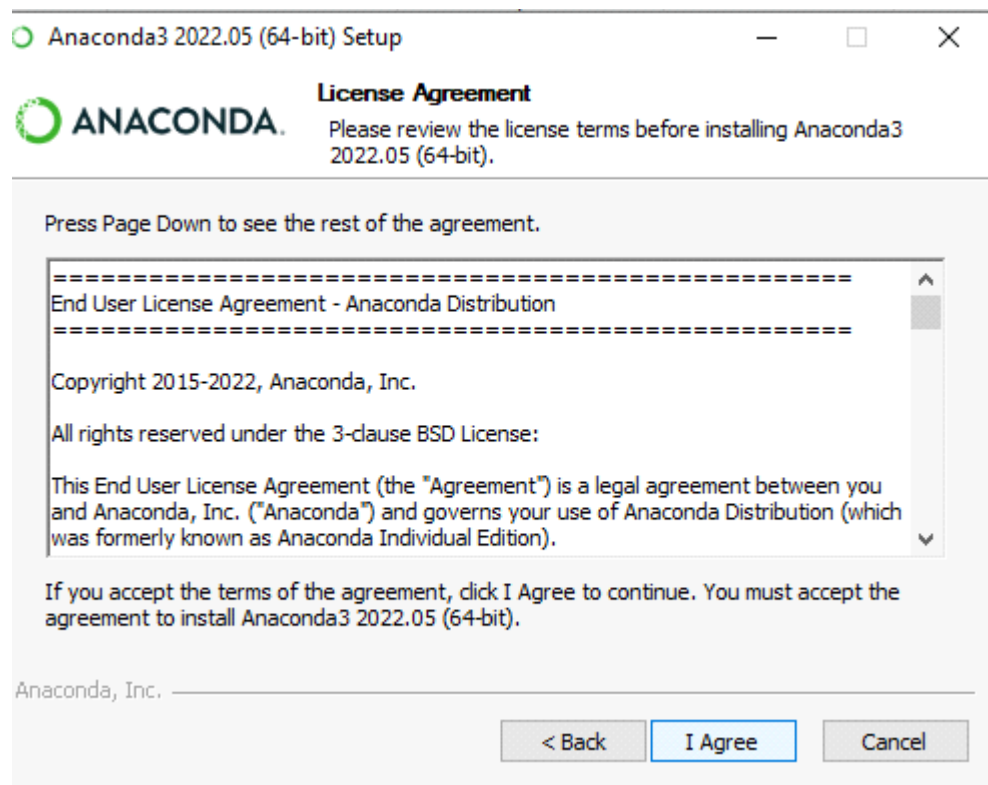 Anaconda3 2022.05 (64-bit) Setup
ANACONDA.
License Agreement
Please review the license terms before installing Anaconda3
2022.05 (64-bit).
Press Page Down to see the rest of the agreement.
==================================================
End User License Agreement - Anaconda Distribution
==================================================
Copyright 2015-2022, Anaconda, Inc.
All rights reserved under the 3-clause BSD License:
This End User License Agreement (the "Agreement") is a legal agreement between you
and Anaconda, Inc. ("Anaconda") and governs your use of Anaconda Distribution (which
was formerly known as Anaconda Individual Edition).
If you accept the terms of the agreement, click I Agree to continue. You must accept the
agreement to install Anaconda3 2022.05 (64-bit).
Anaconda, Inc.
< Back
I Agree
Cancel